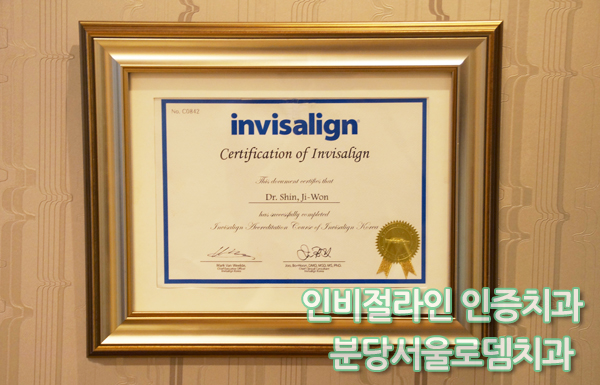 invisalign
Certification of Invisalign
This document certifies that
Dr. Shin, Ji-Won
has successfully completed
Invisalign Accreditation Course of Invisalign Korea
인비절라인 인증치과
분당서울로뎀치과